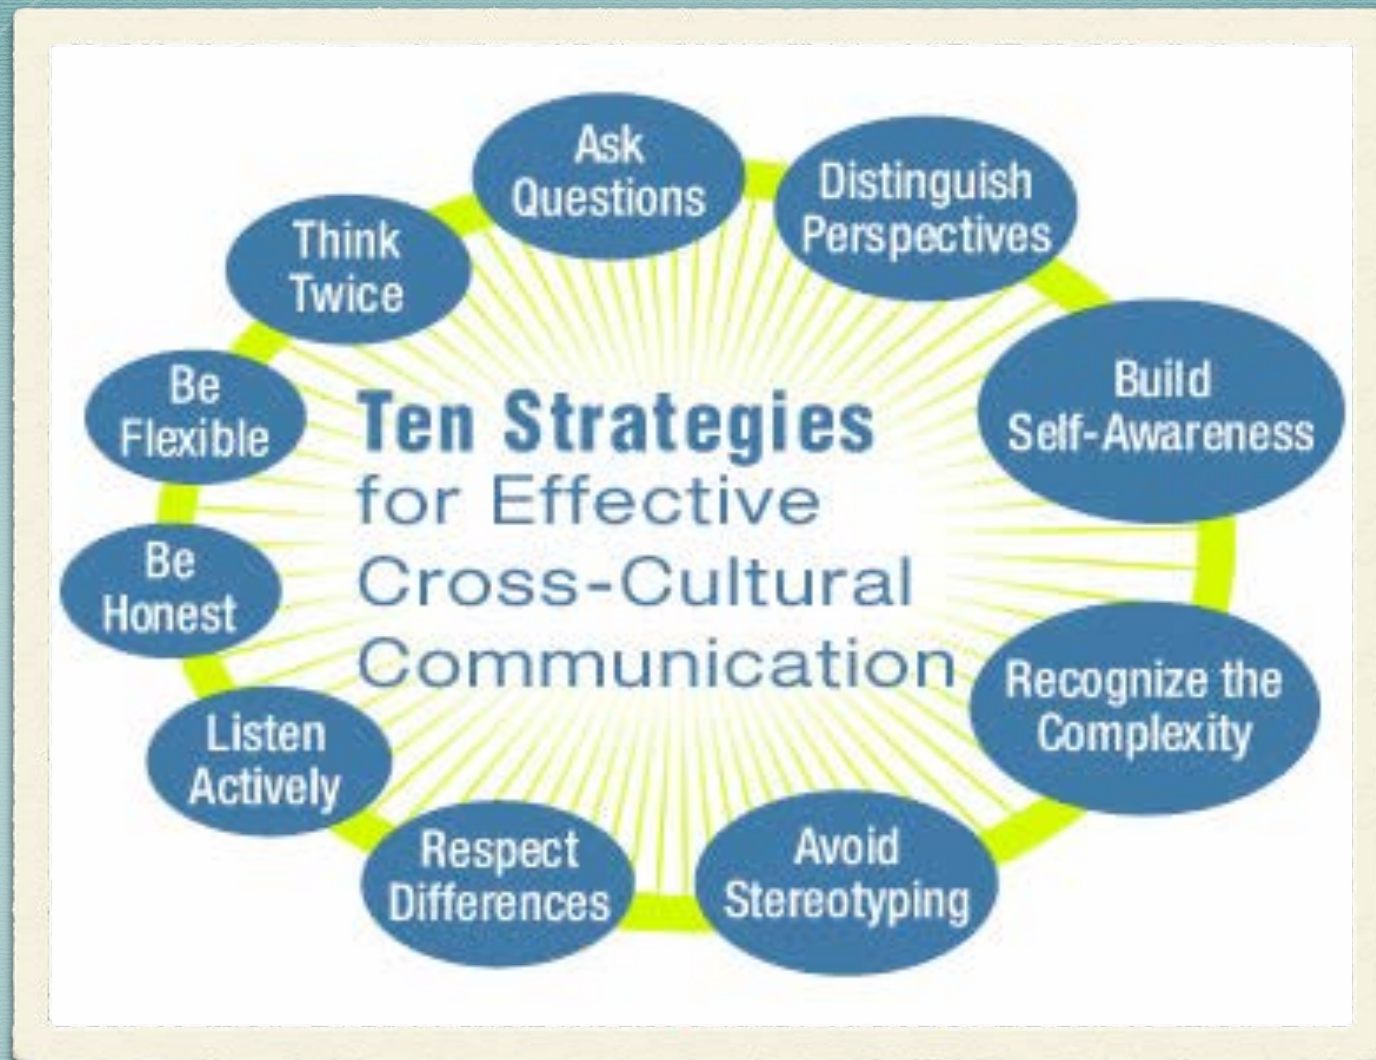 Ask
Questions
Distinguish
Perspectives
Build
Self-Awareness
Recognize the
Complexity
Avoid
Stereotyping
Respect
Differences
Listen
Actively
Be
Honest
Be
Flexible
Think
Twice
Ten Strategies
for Effective
Cross-Cultural
Communication